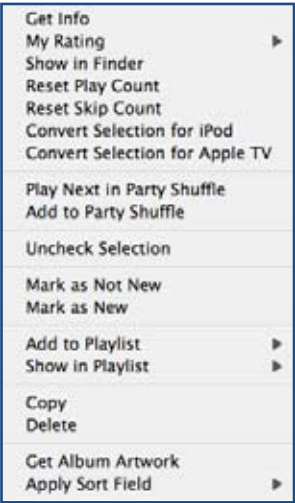 Get Info
My Rating
Show in Finder
Reset Play Count
Reset Skip Count
Convert Selection for iPod
Convert Selection for Apple TV
Play Next in Party Shuffle
Add to Party Shuffle
Uncheck Selection
Mark as Not New
Mark as New
Add to Playlist
Show in Playlist
Copy
Delete
Get Album Artwork
Apply Sort Field